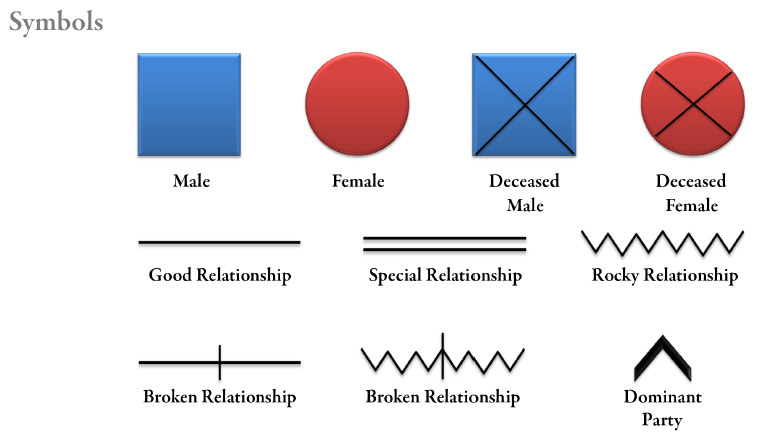 Symbols
Male
Female
Deceased
Male
Deceased
Female
Good Relationship
Special Relationship
Rocky Relationship
Broken Relationship
Broken Relationship
Dominant
Party